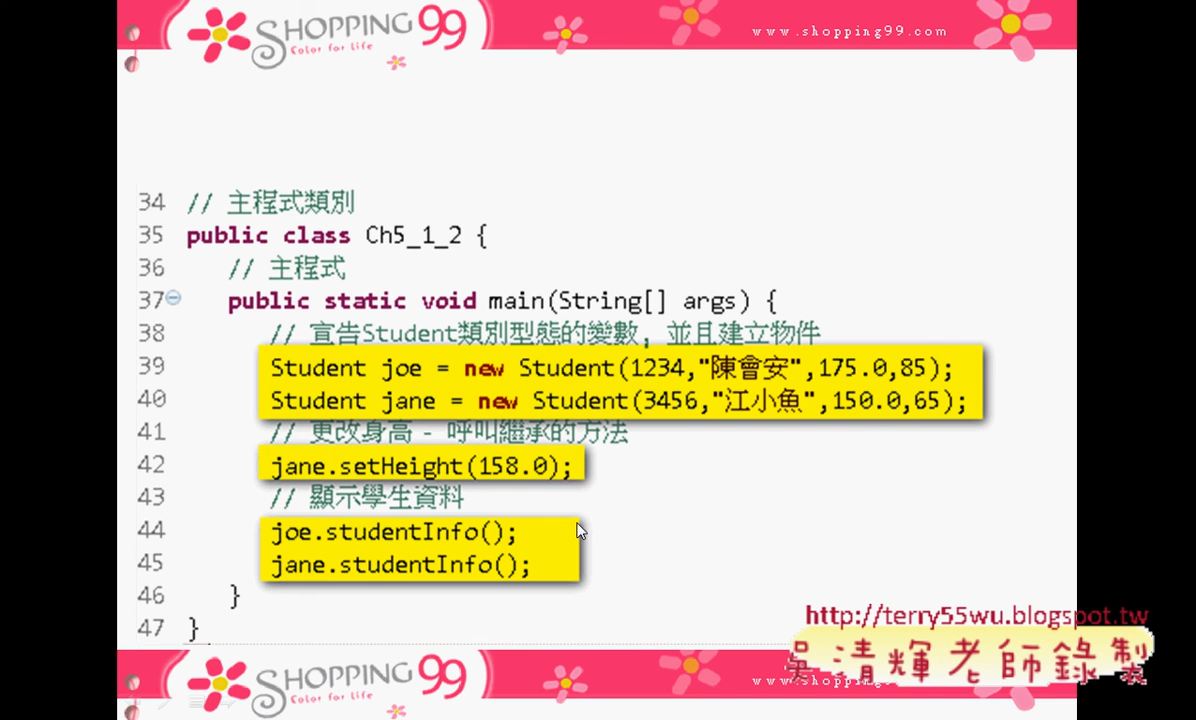 SHOPPING 99
Color for Life
www.shopping99.com
34 // 主程式類別
35 public class Ch5_1_2 {
36 // 主程式
37 public static void main(String[] args) {
38 // 宣告Student類別型態的變數, 並且建立物件
39 Student joe = new Student(1234,"陳會安",175.0,85);
40 Student jane = new Student(3456,"江小魚",150.0,65);
41 // 更改身高 - 呼叫繼承的方法
42 jane.setHeight(158.0);
43 // 顯示學生資料
44 joe.studentInfo();
45 jane.studentInfo();
46 }
47 }
http://terry55wu.blogspot.tw
吳清輝老師錄製
SHOPPING 99
Color for Life